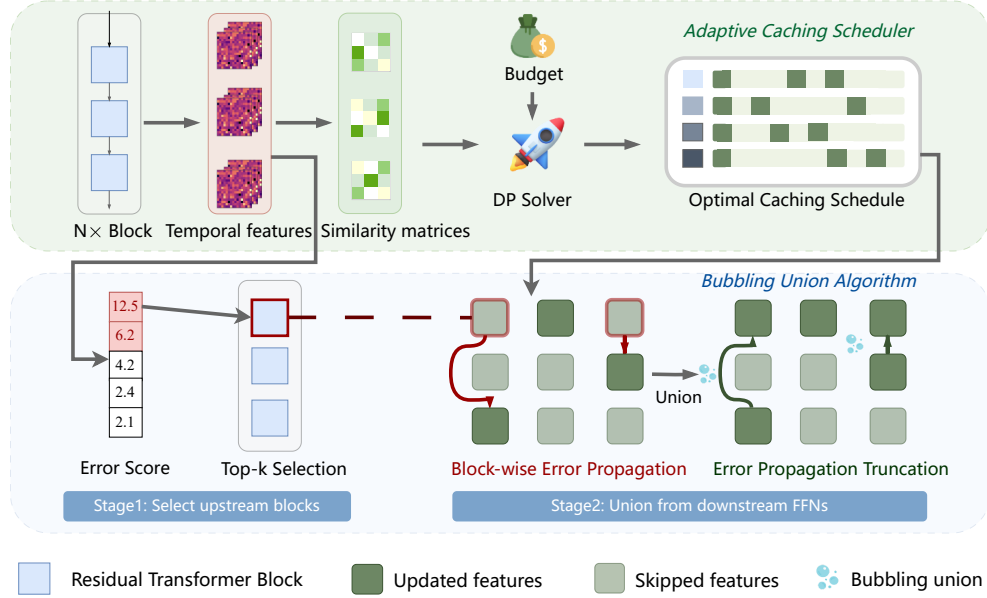 Adaptive Caching Scheduler
Budget
$
N× Block
Temporal features
Similarity matrices
DP Solver
Optimal Caching Schedule
Bubbling Union Algorithm
12.5
6.2
4.2
2.4
2.1
Union
Error Score
Top-k Selection
Block-wise Error Propagation
Error Propagation Truncation
Stage1: Select upstream blocks
Stage2: Union from downstream FFNs
Residual Transformer Block
Updated features
Skipped features
Bubbling union